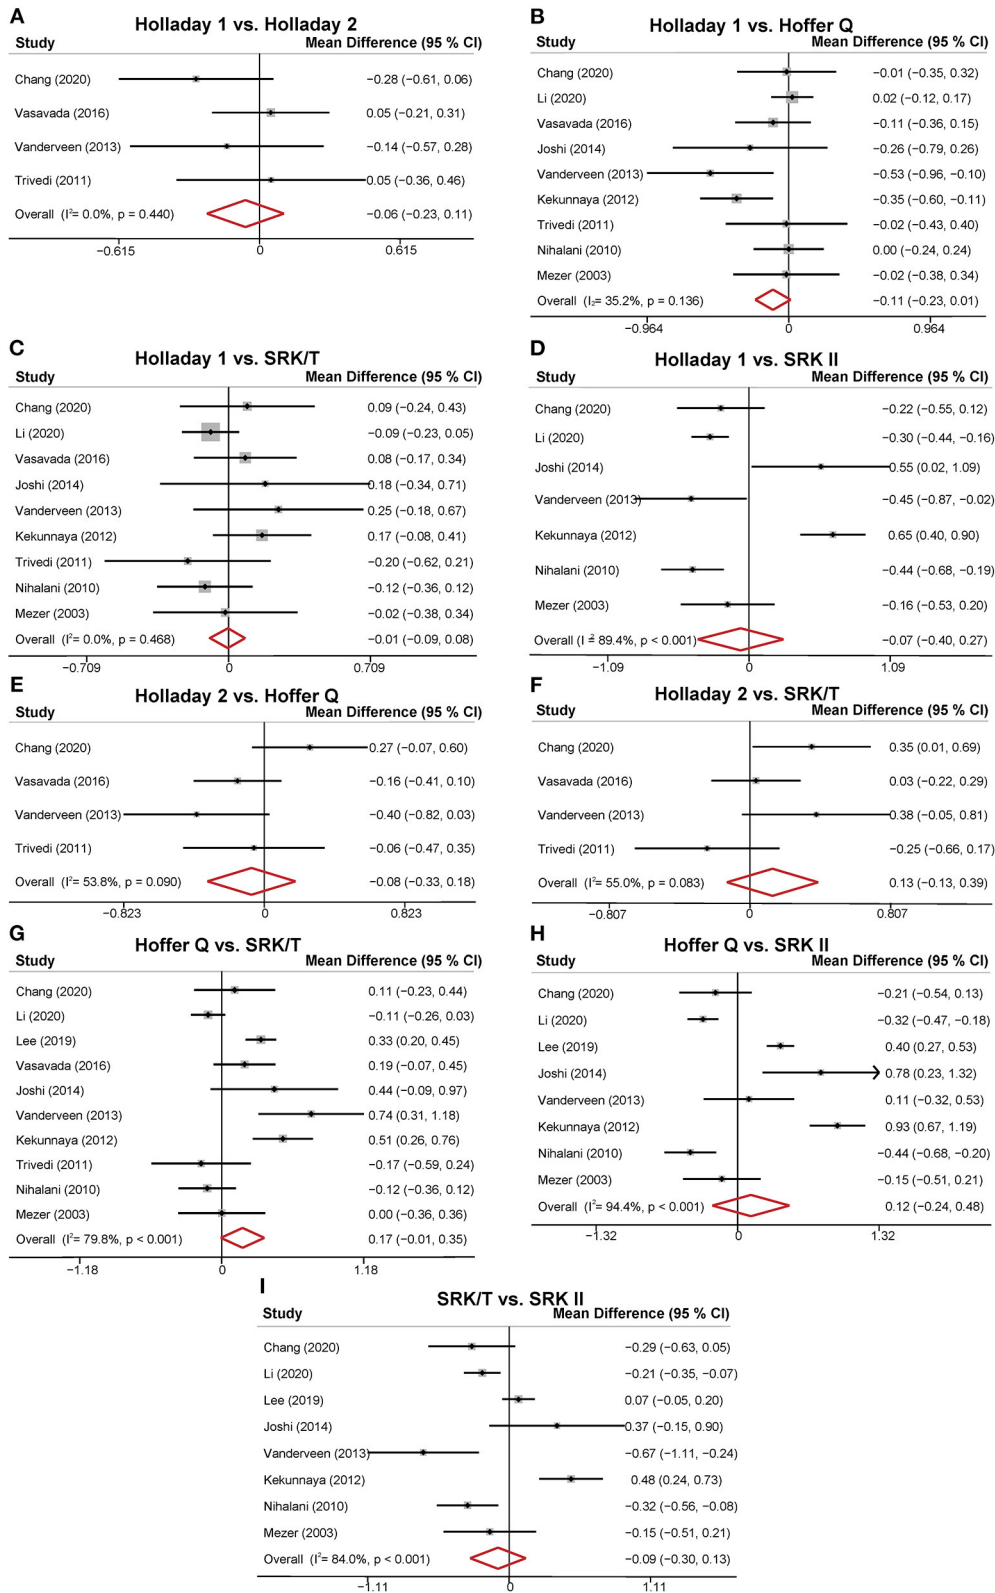 A
Holladay 1 vs. Holladay 2
Study Mean Difference (95 % CI)
Chang (2020) −0.28 (−0.61, 0.06)
Vasavada (2016) 0.05 (−0.21, 0.31)
Vanderveen (2013) −0.14 (−0.57, 0.28)
Trivedi (2011) 0.05 (−0.36, 0.46)
Overall (I²= 0.0%, p = 0.440) −0.06 (−0.23, 0.11)
−0.615 0 0.615
B
Holladay 1 vs. Hoffer Q
Study Mean Difference (95 % CI)
Chang (2020) −0.01 (−0.35, 0.32)
Li (2020) 0.02 (−0.12, 0.17)
Vasavada (2016) −0.11 (−0.36, 0.15)
Joshi (2014) −0.26 (−0.79, 0.26)
Vanderveen (2013) −0.53 (−0.96, −0.10)
Kekunnaya (2012) −0.35 (−0.60, −0.11)
Trivedi (2011) −0.02 (−0.43, 0.40)
Nihalani (2010) 0.00 (−0.24, 0.24)
Mezer (2003) −0.02 (−0.38, 0.34)
Overall (I₂= 35.2%, p = 0.136) −0.11 (−0.23, 0.01)
−0.964 0 0.964
C
Holladay 1 vs. SRK/T
Study Mean Difference (95 % CI)
Chang (2020) 0.09 (−0.24, 0.43)
Li (2020) −0.09 (−0.23, 0.05)
Vasavada (2016) 0.08 (−0.17, 0.34)
Joshi (2014) 0.18 (−0.34, 0.71)
Vanderveen (2013) 0.25 (−0.18, 0.67)
Kekunnaya (2012) 0.17 (−0.08, 0.41)
Trivedi (2011) −0.20 (−0.62, 0.21)
Nihalani (2010) −0.12 (−0.36, 0.12)
Mezer (2003) −0.02 (−0.38, 0.34)
Overall (I²= 0.0%, p = 0.468) −0.01 (−0.09, 0.08)
−0.709 0 0.709
D
Holladay 1 vs. SRK II
Study Mean Difference (95 % CI)
Chang (2020) −0.22 (−0.55, 0.12)
Li (2020) −0.30 (−0.44, −0.16)
Joshi (2014) 0.55 (0.02, 1.09)
Vanderveen (2013) −0.45 (−0.87, −0.02)
Kekunnaya (2012) 0.65 (0.40, 0.90)
Nihalani (2010) −0.44 (−0.68, −0.19)
Mezer (2003) −0.16 (−0.53, 0.20)
Overall (I²= 89.4%, p < 0.001) −0.07 (−0.40, 0.27)
−1.09 0 1.09
E
Holladay 2 vs. Hoffer Q
Study Mean Difference (95 % CI)
Chang (2020) 0.27 (−0.07, 0.60)
Vasavada (2016) −0.16 (−0.41, 0.10)
Vanderveen (2013) −0.40 (−0.82, 0.03)
Trivedi (2011) −0.06 (−0.47, 0.35)
Overall (I²= 53.8%, p = 0.090) −0.08 (−0.33, 0.18)
−0.823 0 0.823
F
Holladay 2 vs. SRK/T
Study Mean Difference (95 % CI)
Chang (2020) 0.35 (0.01, 0.69)
Vasavada (2016) 0.03 (−0.22, 0.29)
Vanderveen (2013) 0.38 (−0.05, 0.81)
Trivedi (2011) −0.25 (−0.66, 0.17)
Overall (I²= 55.0%, p = 0.083) 0.13 (−0.13, 0.39)
−0.807 0 0.807
G
Hoffer Q vs. SRK/T
Study Mean Difference (95 % CI)
Chang (2020) 0.11 (−0.23, 0.44)
Li (2020) −0.11 (−0.26, 0.03)
Lee (2019) 0.33 (0.20, 0.45)
Vasavada (2016) 0.19 (−0.07, 0.45)
Joshi (2014) 0.44 (−0.09, 0.97)
Vanderveen (2013) 0.74 (0.31, 1.18)
Kekunnaya (2012) 0.51 (0.26, 0.76)
Trivedi (2011) −0.17 (−0.59, 0.24)
Nihalani (2010) −0.12 (−0.36, 0.12)
Mezer (2003) 0.00 (−0.36, 0.36)
Overall (I²= 79.8%, p < 0.001) 0.17 (−0.01, 0.35)
−1.18 0 1.18
H
Hoffer Q vs. SRK II
Study Mean Difference (95 % CI)
Chang (2020) −0.21 (−0.54, 0.13)
Li (2020) −0.32 (−0.47, −0.18)
Lee (2019) 0.40 (0.27, 0.53)
Joshi (2014) 0.78 (0.23, 1.32)
Vanderveen (2013) 0.11 (−0.32, 0.53)
Kekunnaya (2012) 0.93 (0.67, 1.19)
Nihalani (2010) −0.44 (−0.68, −0.20)
Mezer (2003) −0.15 (−0.51, 0.21)
Overall (I²= 94.4%, p < 0.001) 0.12 (−0.24, 0.48)
−1.32 0 1.32
I
SRK/T vs. SRK II
Study Mean Difference (95 % CI)
Chang (2020) −0.29 (−0.63, 0.05)
Li (2020) −0.21 (−0.35, −0.07)
Lee (2019) 0.07 (−0.05, 0.20)
Joshi (2014) 0.37 (−0.15, 0.90)
Vanderveen (2013) −0.67 (−1.11, −0.24)
Kekunnaya (2012) 0.48 (0.24, 0.73)
Nihalani (2010) −0.32 (−0.56, −0.08)
Mezer (2003) −0.15 (−0.51, 0.21)
Overall (I²= 84.0%, p < 0.001) −0.09 (−0.30, 0.13)
−1.11 0 1.11